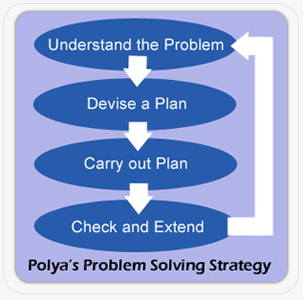 Understand the Problem
Devise a Plan
Carry out Plan
Check and Extend
Polya's Problem Solving Strategy